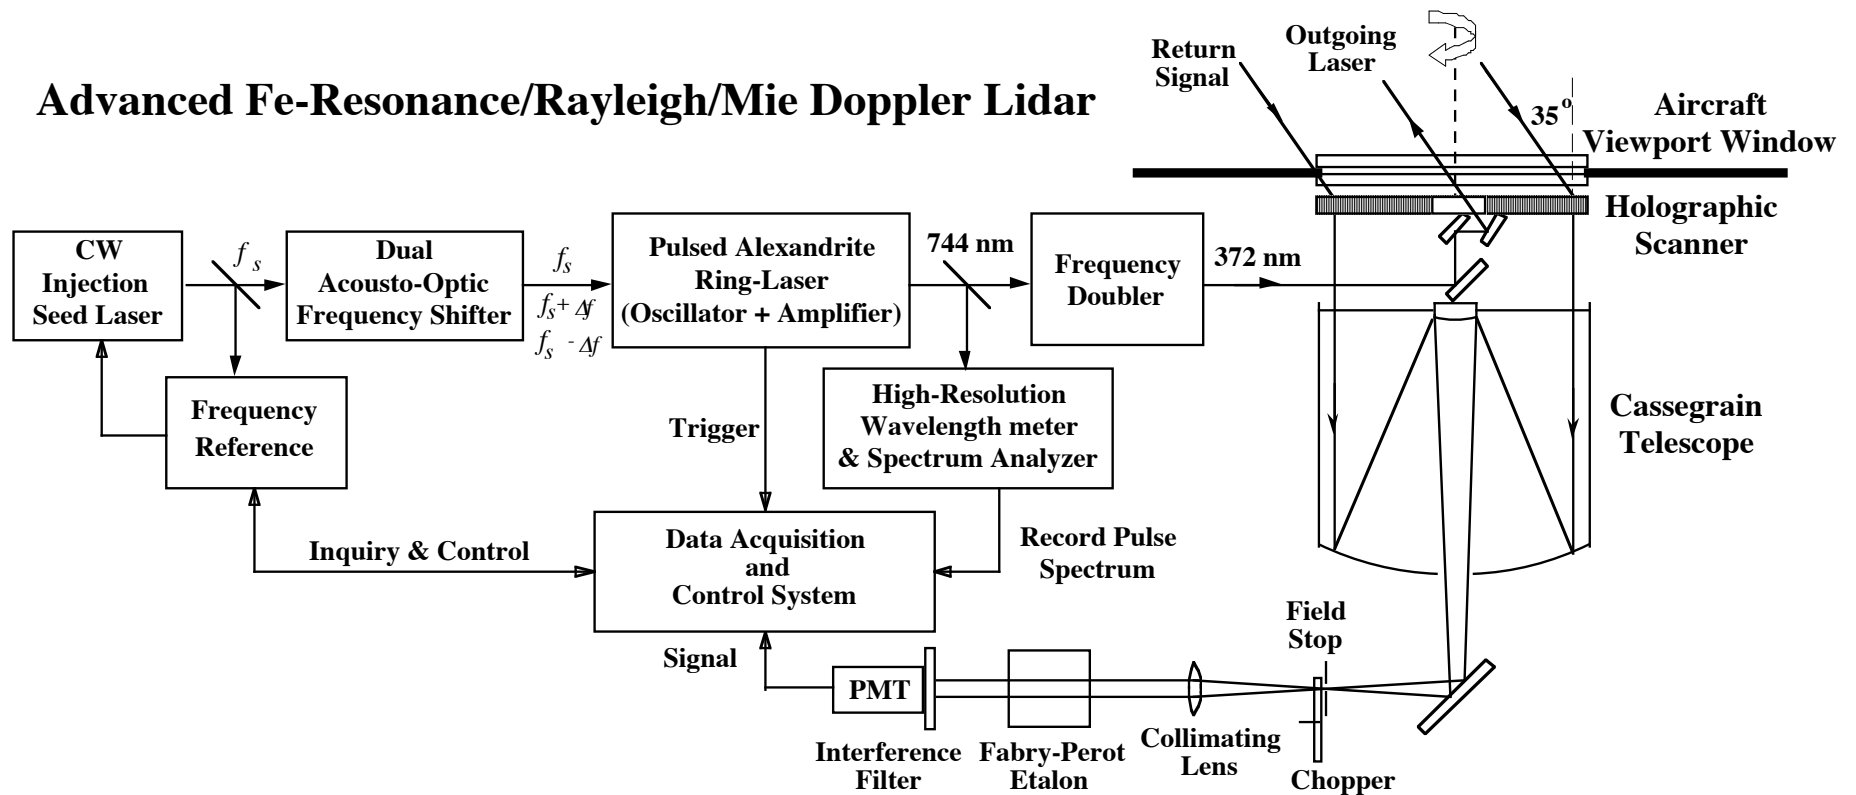 Advanced Fe-Resonance/Rayleigh/Mie Doppler Lidar
Return
Signal
Outgoing
Laser
35°
Aircraft
Viewport Window
Holographic
Scanner
CW
Injection
Seed Laser
f s
Dual
Acousto-Optic
Frequency Shifter
fs
fs + Δf
fs - Δf
Pulsed Alexandrite
Ring-Laser
(Oscillator + Amplifier)
744 nm
Frequency
Doubler
372 nm
Frequency
Reference
Trigger
High-Resolution
Wavelength meter
& Spectrum Analyzer
Cassegrain
Telescope
Inquiry & Control
Data Acquisition
and
Control System
Record Pulse
Spectrum
Field
Stop
Signal
PMT
Interference
Filter
Fabry-Perot
Etalon
Collimating
Lens
Chopper